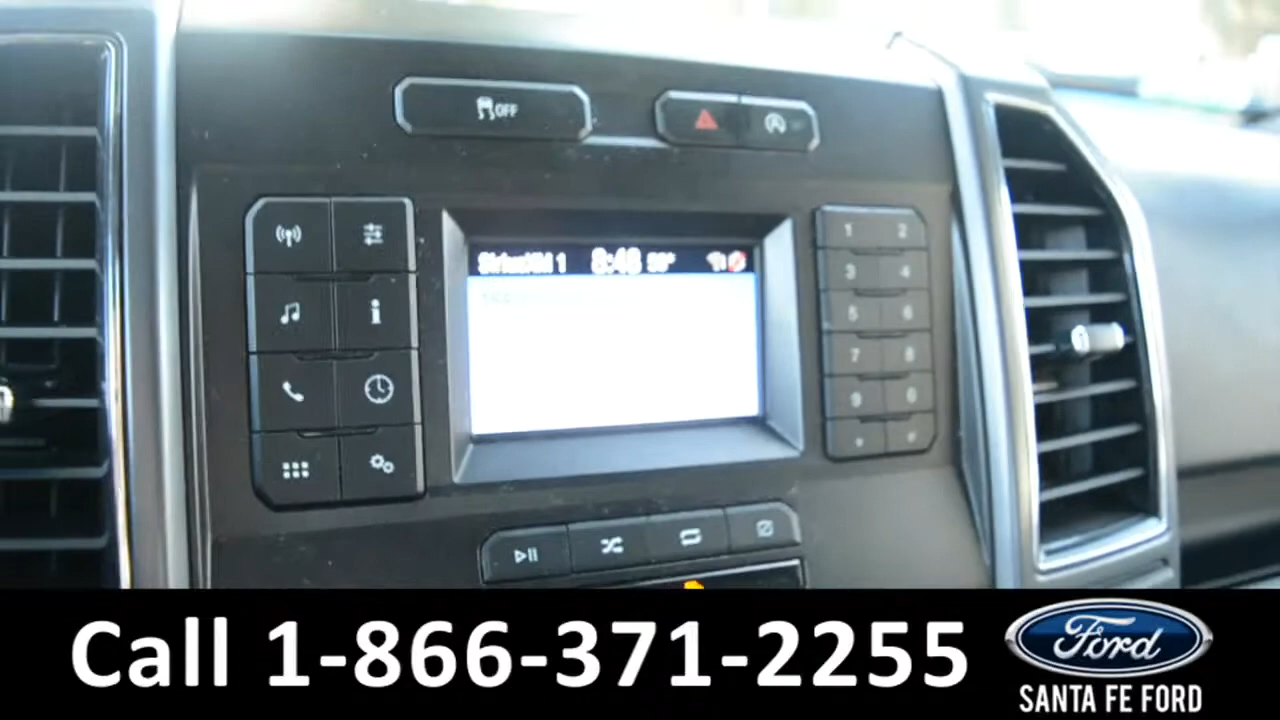 OFF
SiriusXM 1 8:48
1 2
3 4
5 6
7 8
9 0
Call 1-866-371-2255
Ford
SANTA FE FORD